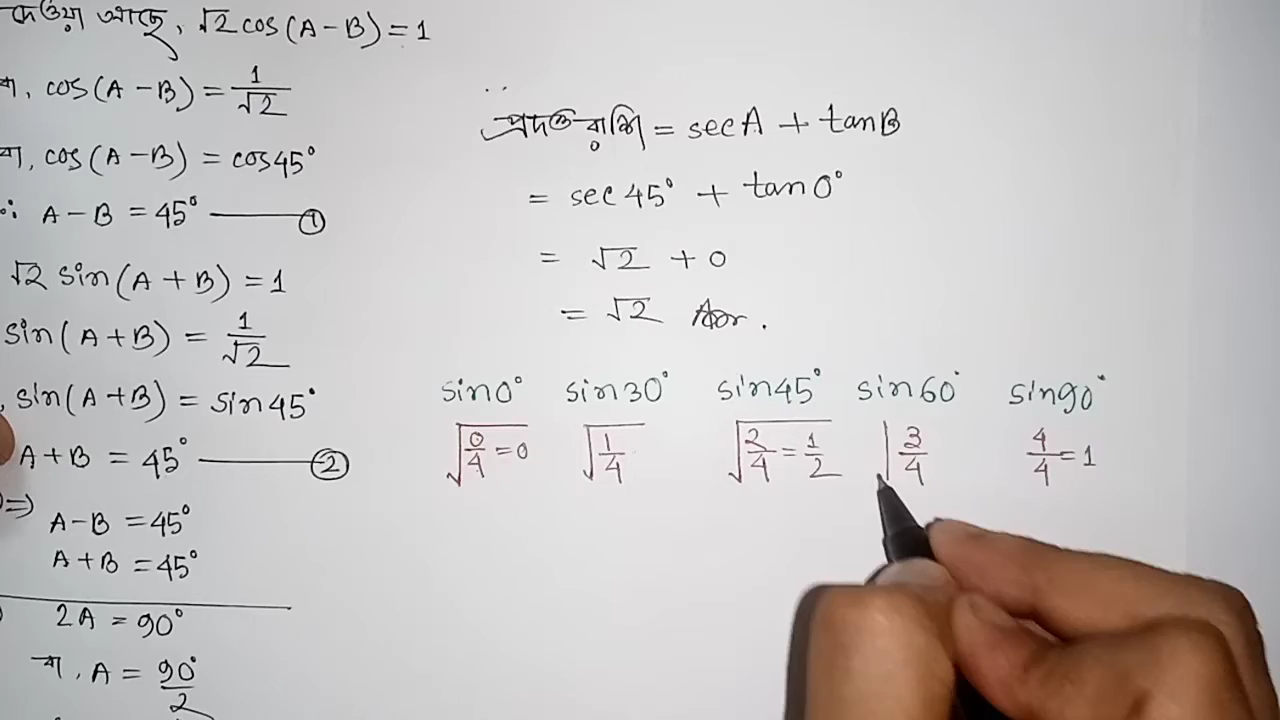 দেওয়া আছে, √2 cos(A − B) = 1
বা, cos(A − B) = 1/√2
বা, cos(A − B) = cos45°
∴ A − B = 45° ——— ①
√2 sin(A + B) = 1
sin(A + B) = 1/√2
, sin(A + B) = sin45°
A + B = 45° ——— ②
⇒ A − B = 45°
A + B = 45°
2A = 90°
বা, A = 90°/2
প্রদত্ত রাশি = secA + tanB
= sec45° + tan0°
= √2 + 0
= √2 Ans.
sin0° sin30° sin45° sin60° sin90°
√(0/4 = 0) √(1/4) √(2/4 = 1/2) 3/4 4/4 = 1